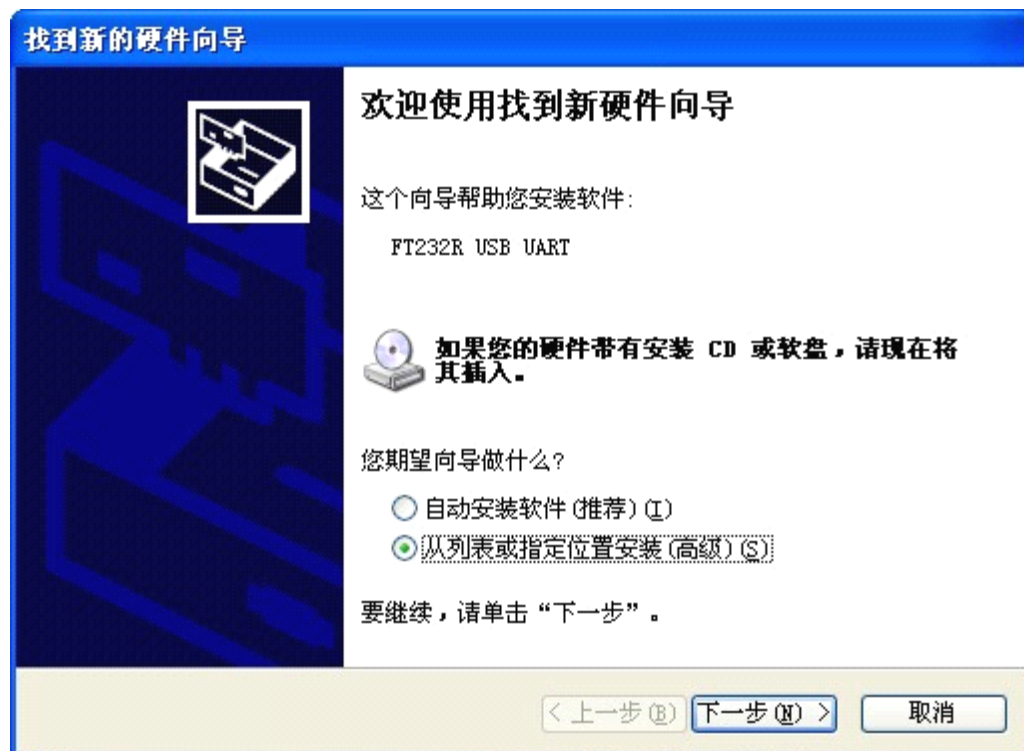 找到新的硬件向导
欢迎使用找到新硬件向导
这个向导帮助您安装软件:
FT232R USB UART
如果您的硬件带有安装 CD 或软盘，请现在将
其插入。
您期望向导做什么?
自动安装软件(推荐)(I)
从列表或指定位置安装(高级)(S)
要继续，请单击“下一步”。
< 上一步(B)
下一步(N) >
取消